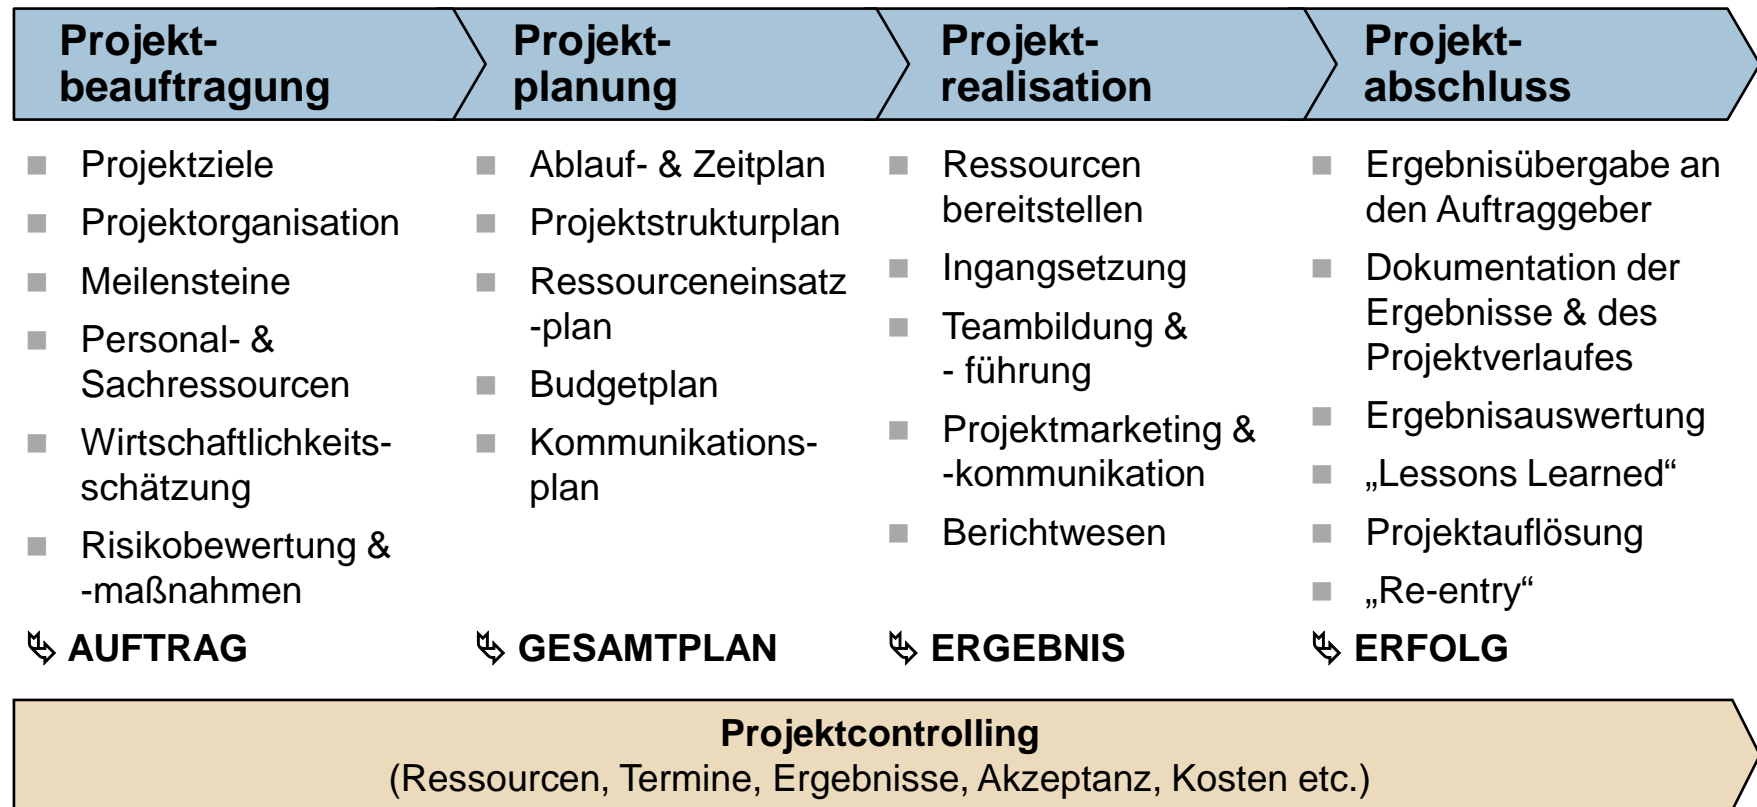 Projekt-
beauftragung
Projekt-
planung
Projekt-
realisation
Projekt-
abschluss
Projektziele
Projektorganisation
Meilensteine
Personal- &
Sachressourcen
Wirtschaftlichkeits-
schätzung
Risikobewertung &
-maßnahmen
AUFTRAG
Ablauf- & Zeitplan
Projektstrukturplan
Ressourceneinsatz
-plan
Budgetplan
Kommunikations-
plan
GESAMTPLAN
Ressourcen
bereitstellen
Ingangsetzung
Teambildung &
- führung
Projektmarketing &
-kommunikation
Berichtwesen
ERGEBNIS
Ergebnisübergabe an
den Auftraggeber
Dokumentation der
Ergebnisse & des
Projektverlaufes
Ergebnisauswertung
„Lessons Learned“
Projektauflösung
„Re-entry“
ERFOLG
Projektcontrolling
(Ressourcen, Termine, Ergebnisse, Akzeptanz, Kosten etc.)